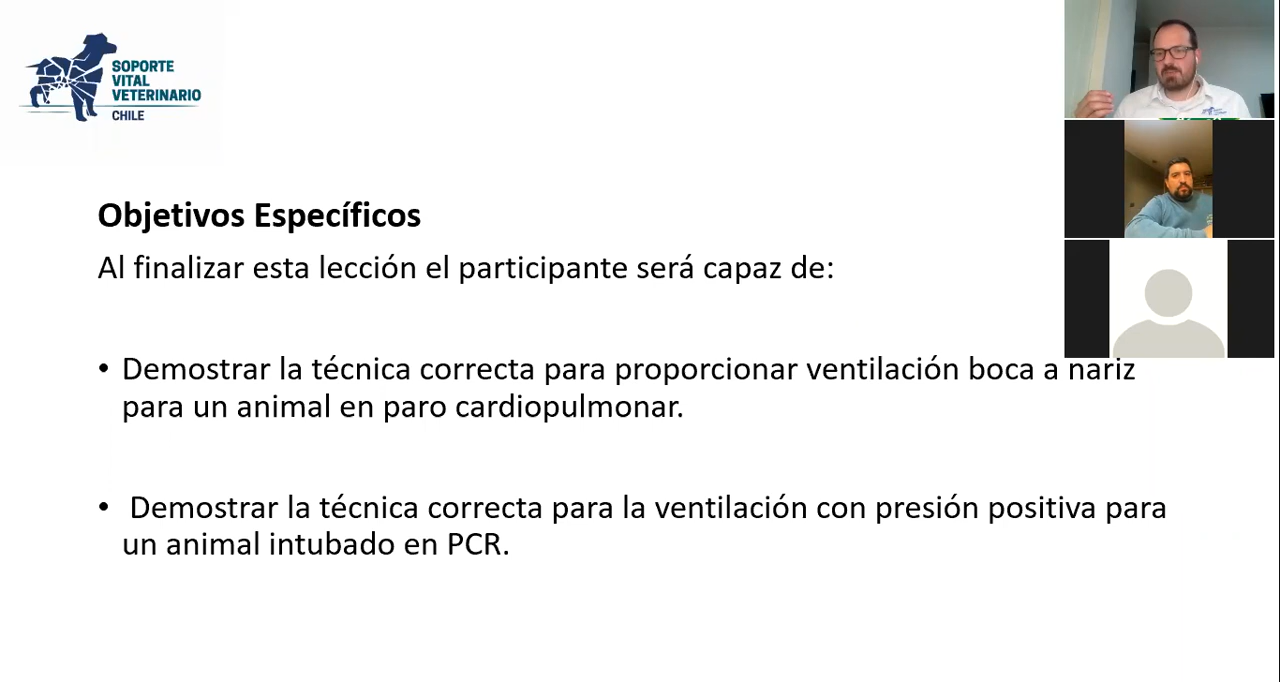 SOPORTE
VITAL
VETERINARIO
CHILE
Objetivos Específicos
Al finalizar esta lección el participante será capaz de:
• Demostrar la técnica correcta para proporcionar ventilación boca a nariz
para un animal en paro cardiopulmonar.
• Demostrar la técnica correcta para la ventilación con presión positiva para
un animal intubado en PCR.